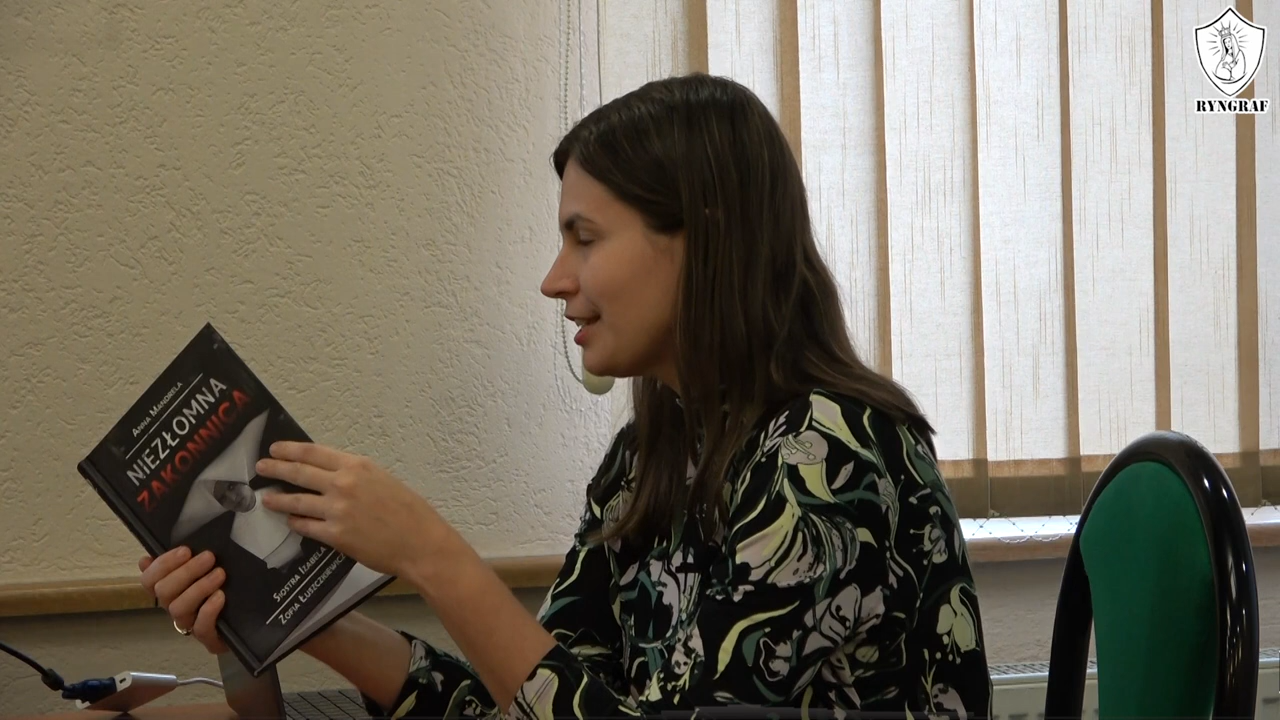 RYNGRAF
ANNA MANDRELA
NIEZŁOMNA
ZAKONNICA
SIOSTRA IZABELA
ZOFIA ŁUSZCZKIEWICZ